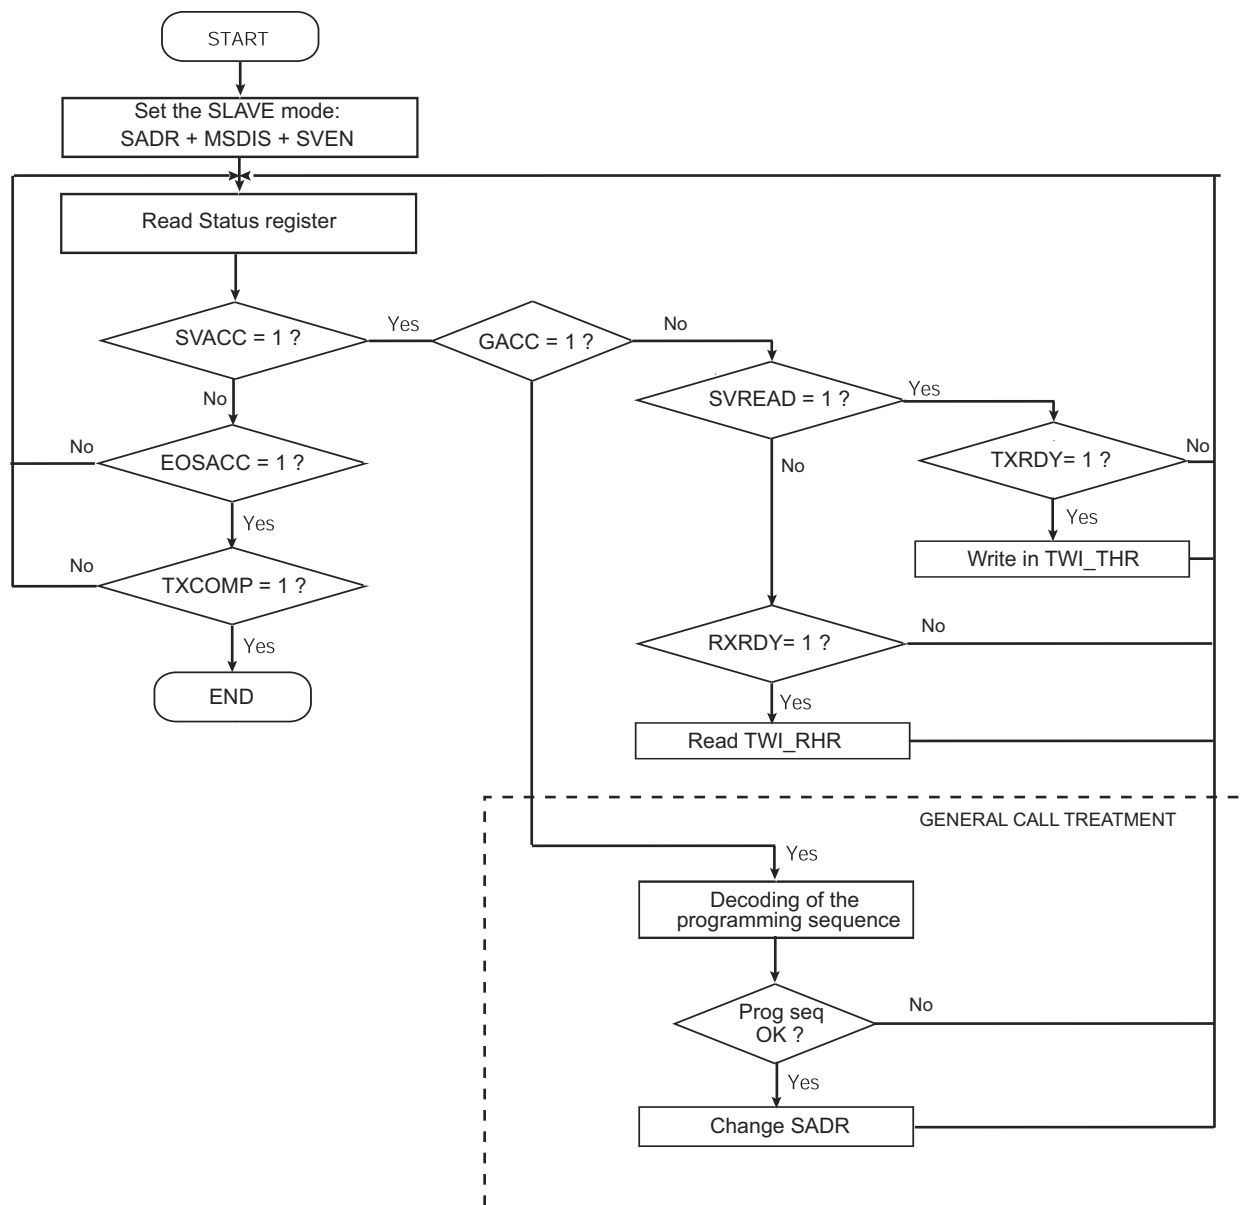 START
Set the SLAVE mode:
SADR + MSDIS + SVEN
Read Status register
SVACC = 1 ?
Yes
GACC = 1 ?
No
SVREAD = 1 ?
Yes
No
EOSACC = 1 ?
No
TXRDY= 1 ?
No
No
Yes
Yes
Write in TWI_THR
TXCOMP = 1 ?
No
Yes
END
RXRDY= 1 ?
No
Yes
Read TWI_RHR
GENERAL CALL TREATMENT
Yes
Decoding of the
programming sequence
Prog seq
OK ?
No
Yes
Change SADR